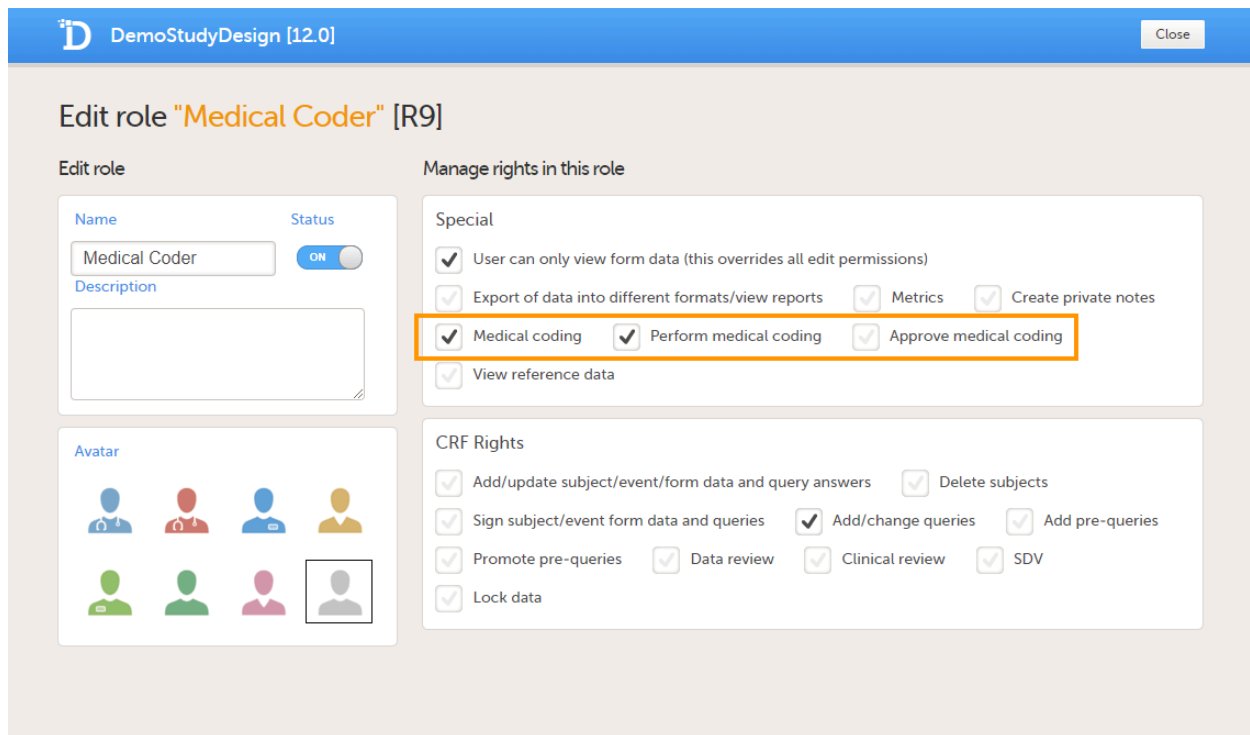 DemoStudyDesign [12.0]
Close
Edit role "Medical Coder" [R9]
Edit role
Name
Status
Medical Coder
ON
Description
Avatar
Manage rights in this role
Special
User can only view form data (this overrides all edit permissions)
Export of data into different formats/view reports Metrics Create private notes
Medical coding Perform medical coding Approve medical coding
View reference data
CRF Rights
Add/update subject/event/form data and query answers Delete subjects
Sign subject/event form data and queries Add/change queries Add pre-queries
Promote pre-queries Data review Clinical review SDV
Lock data